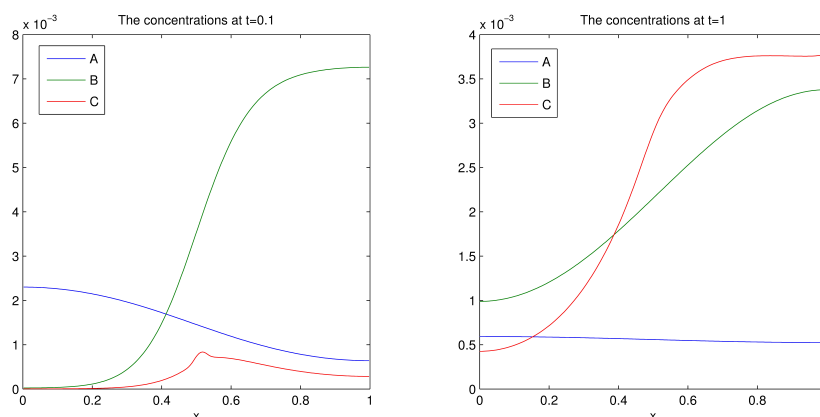 The concentrations at t=0.1
x 10⁻³
8
7
6
5
4
3
2
1
0
A
B
C
0 0.2 0.4 0.6 0.8 1
x
The concentrations at t=1
x 10⁻³
4
3.5
3
2.5
2
1.5
1
0.5
0
A
B
C
0 0.2 0.4 0.6 0.8
x